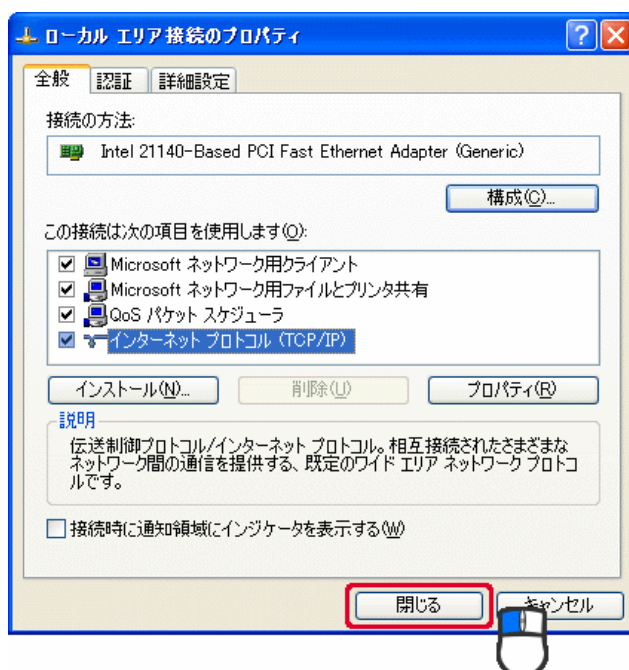 ローカル エリア接続のプロパティ
全般 認証 詳細設定
接続の方法:
Intel 21140-Based PCI Fast Ethernet Adapter (Generic)
構成(C)...
この接続は次の項目を使用します(O):
Microsoft ネットワーク用クライアント
Microsoft ネットワーク用ファイルとプリンタ共有
QoS パケット スケジューラ
インターネット プロトコル (TCP/IP)
インストール(N)... 削除(U) プロパティ(R)
説明
伝送制御プロトコル/インターネット プロトコル。相互接続されたさまざまな
ネットワーク間の通信を提供する、既定のワイド エリア ネットワーク プロトコ
ルです。
接続時に通知領域にインジケータを表示する(W)
閉じる キャンセル